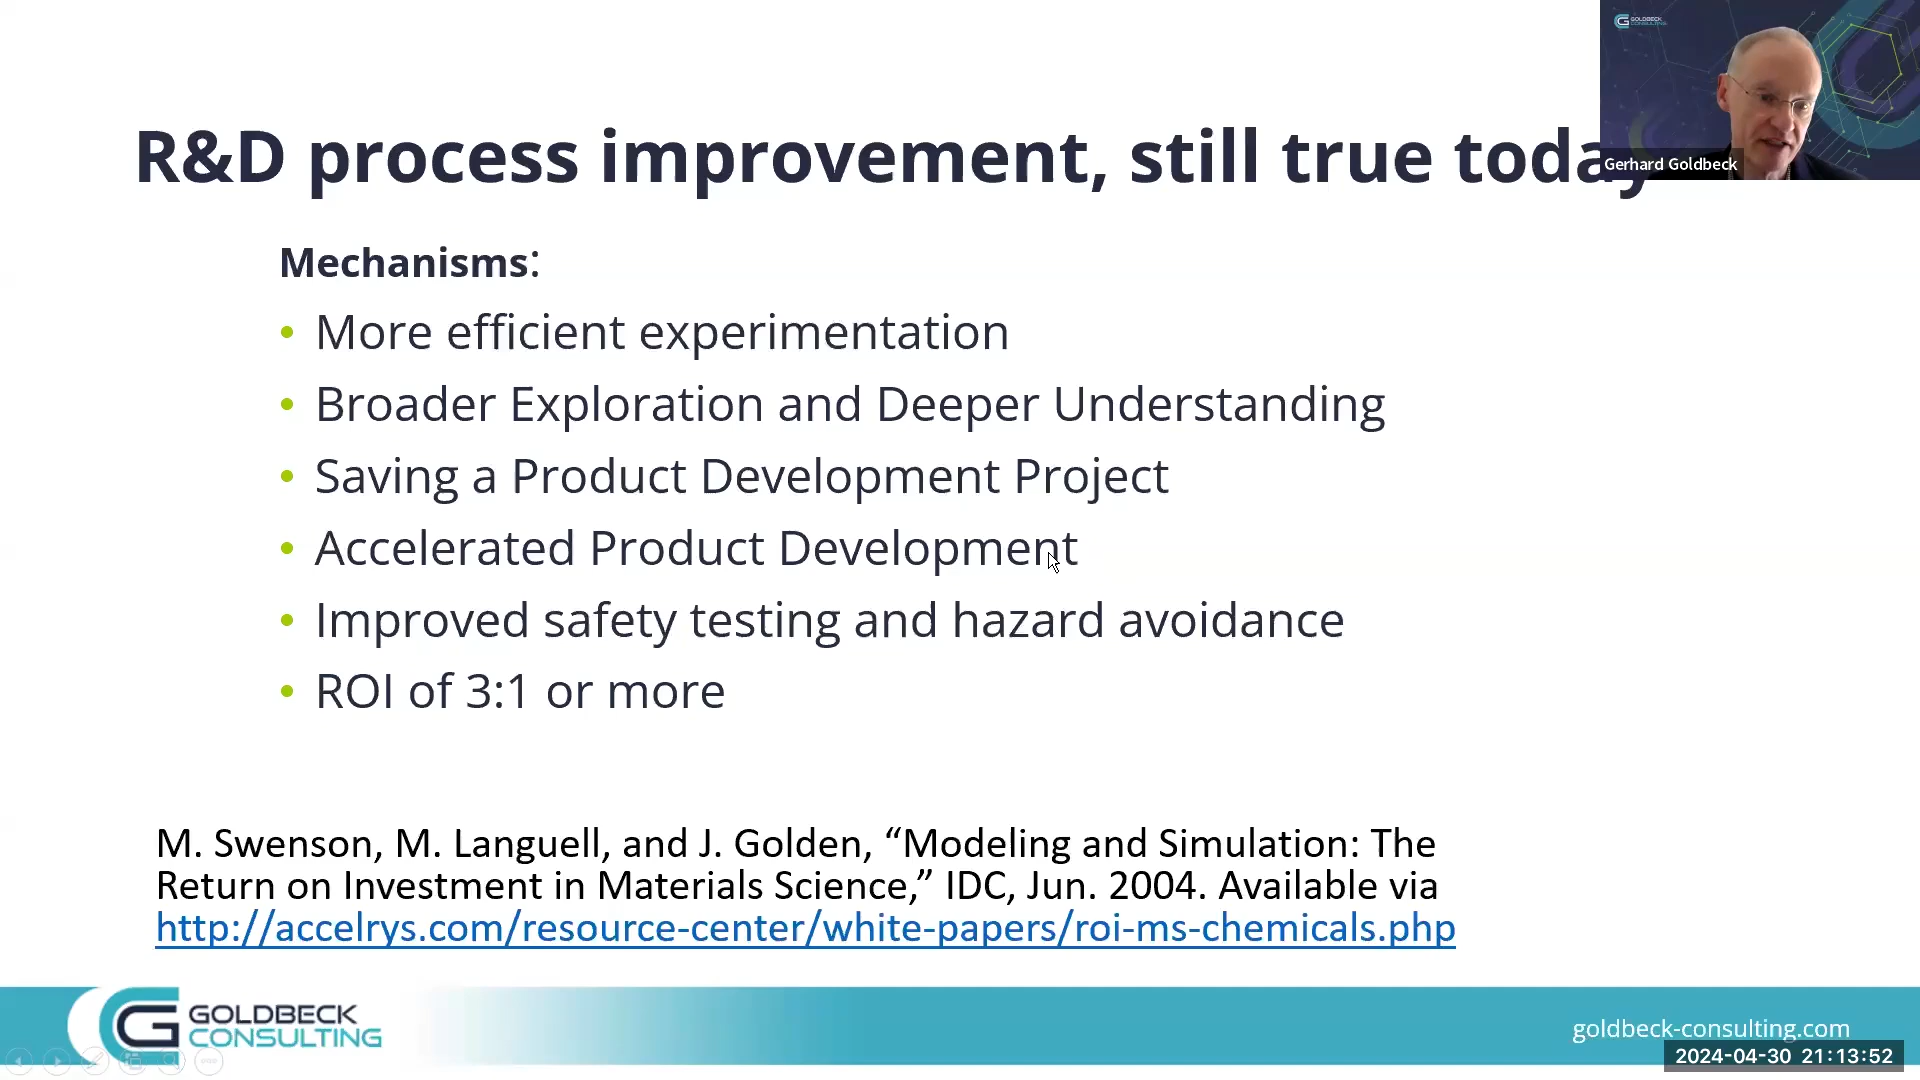 GOLDBECK
CONSULTING
Gerhard Goldbeck
R&D process improvement, still true today
Mechanisms:
• More efficient experimentation
• Broader Exploration and Deeper Understanding
• Saving a Product Development Project
• Accelerated Product Development
• Improved safety testing and hazard avoidance
• ROI of 3:1 or more
M. Swenson, M. Languell, and J. Golden, “Modeling and Simulation: The
Return on Investment in Materials Science,” IDC, Jun. 2004. Available via
http://accelrys.com/resource-center/white-papers/roi-ms-chemicals.php
GOLDBECK
CONSULTING
goldbeck-consulting.com
2024-04-30 21:13:52